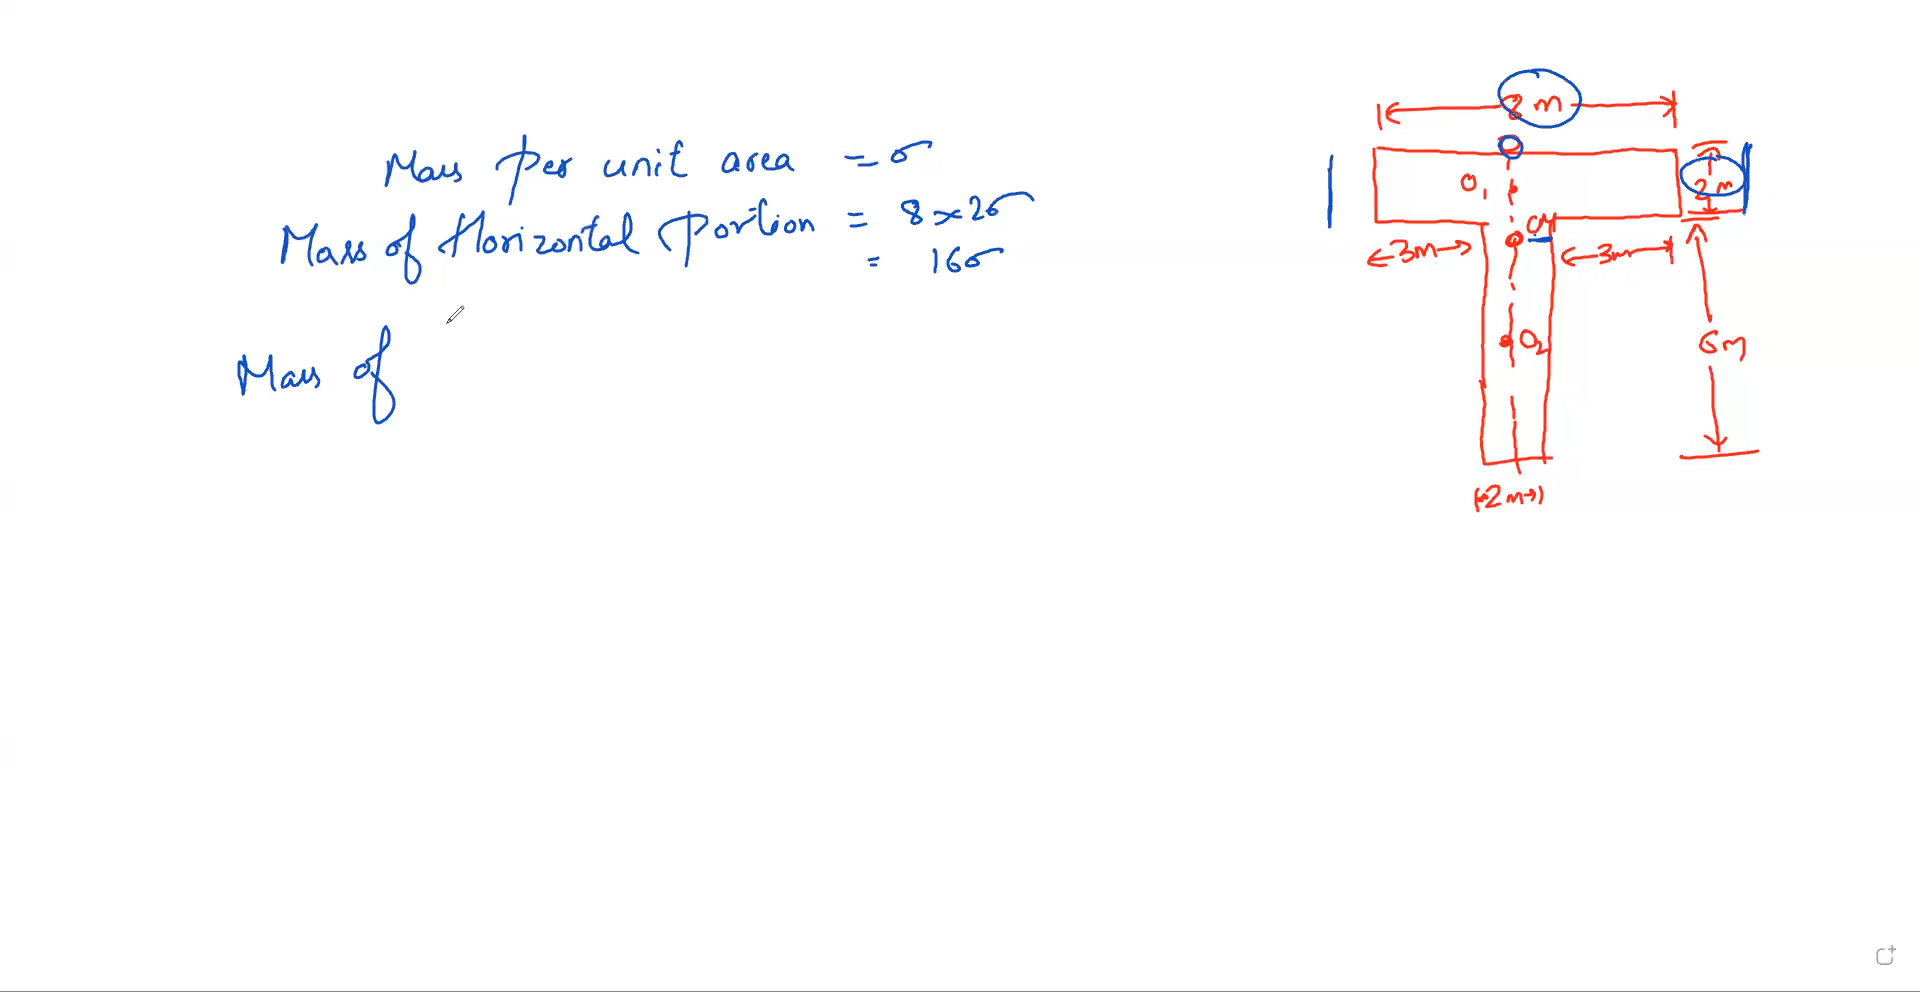 8 m
Mass per unit area = σ
O₁
2 m
Mass of Horizontal Portion = 8 × 2σ
CM
= 16σ
3m
3m
Mass of
O₂
6m
2m